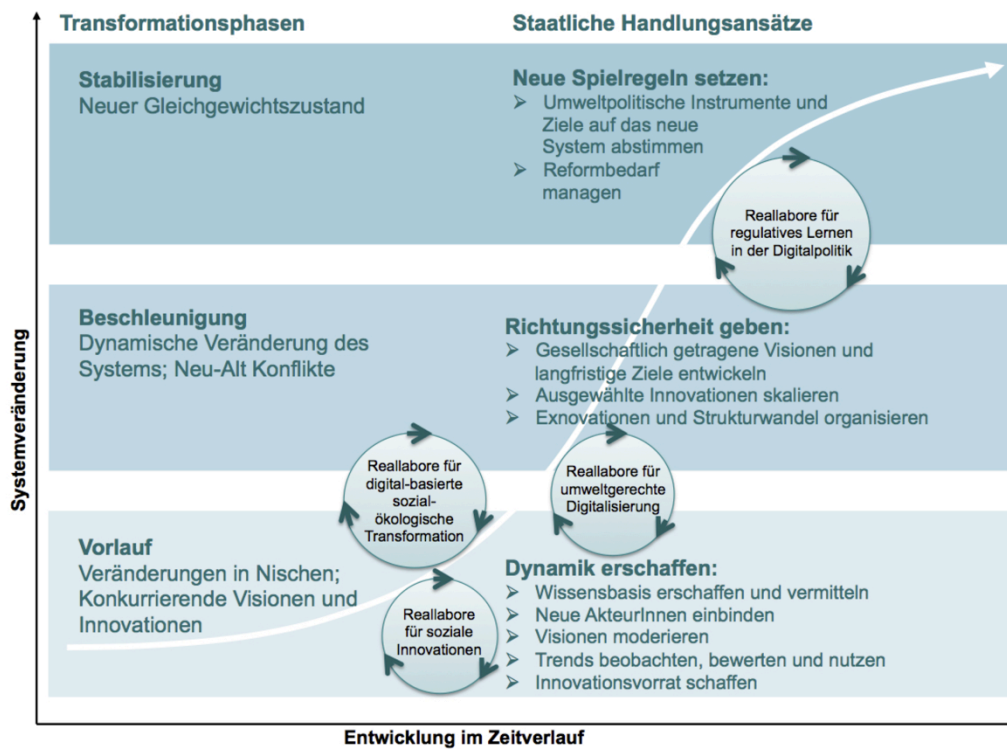 Transformationsphasen
Staatliche Handlungsansätze
Stabilisierung
Neuer Gleichgewichtszustand
Neue Spielregeln setzen:
➢ Umweltpolitische Instrumente und
Ziele auf das neue
System abstimmen
➢ Reformbedarf
managen
Reallabore für
regulatives Lernen
in der Digitalpolitik
Beschleunigung
Dynamische Veränderung des
Systems; Neu-Alt Konflikte
Richtungssicherheit geben:
➢ Gesellschaftlich getragene Visionen und
langfristige Ziele entwickeln
➢ Ausgewählte Innovationen skalieren
➢ Exnovationen und Strukturwandel organisieren
Reallabore für
digital-basierte
sozial-
ökologische
Transformation
Reallabore für
umweltgerechte
Digitalisierung
Vorlauf
Veränderungen in Nischen;
Konkurrierende Visionen und
Innovationen
Reallabore
für soziale
Innovationen
Dynamik erschaffen:
➢ Wissensbasis erschaffen und vermitteln
➢ Neue AkteurInnen einbinden
➢ Visionen moderieren
➢ Trends beobachten, bewerten und nutzen
➢ Innovationsvorrat schaffen
Systemveränderung
Entwicklung im Zeitverlauf